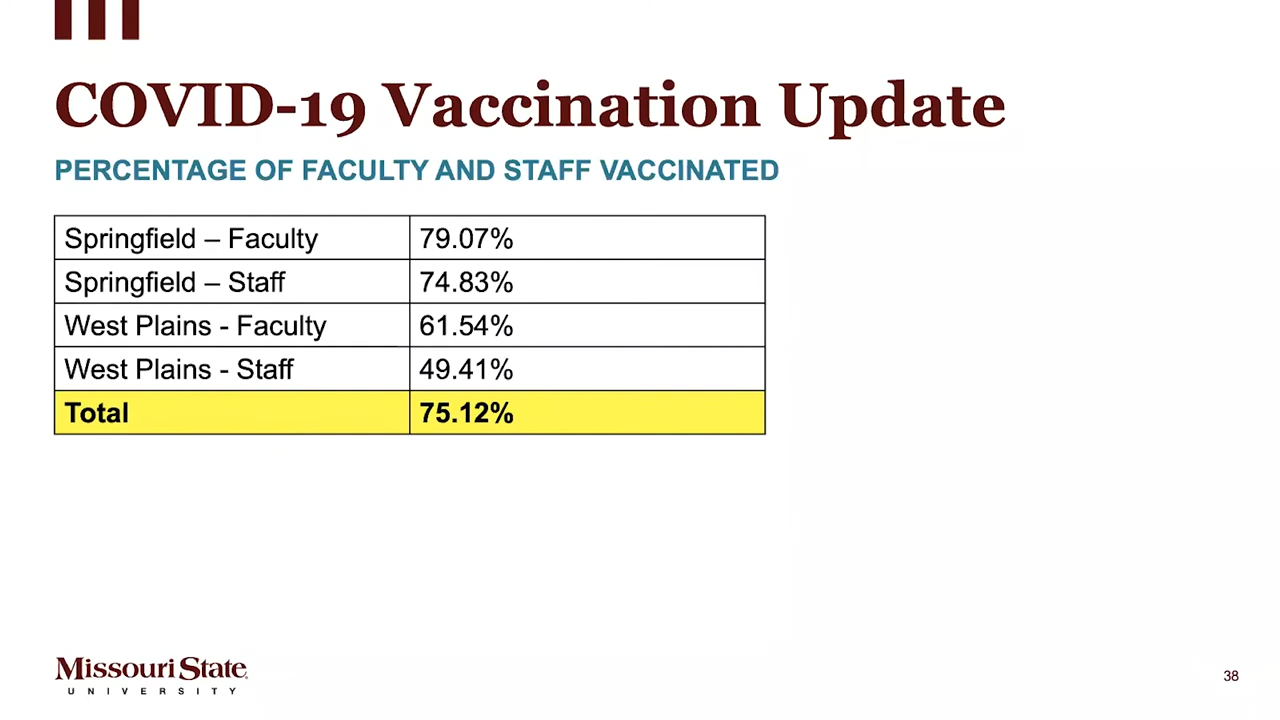 COVID-19 Vaccination Update
PERCENTAGE OF FACULTY AND STAFF VACCINATED
Springfield – Faculty 79.07%
Springfield – Staff 74.83%
West Plains - Faculty 61.54%
West Plains - Staff 49.41%
Total 75.12%
Missouri State
UNIVERSITY
38